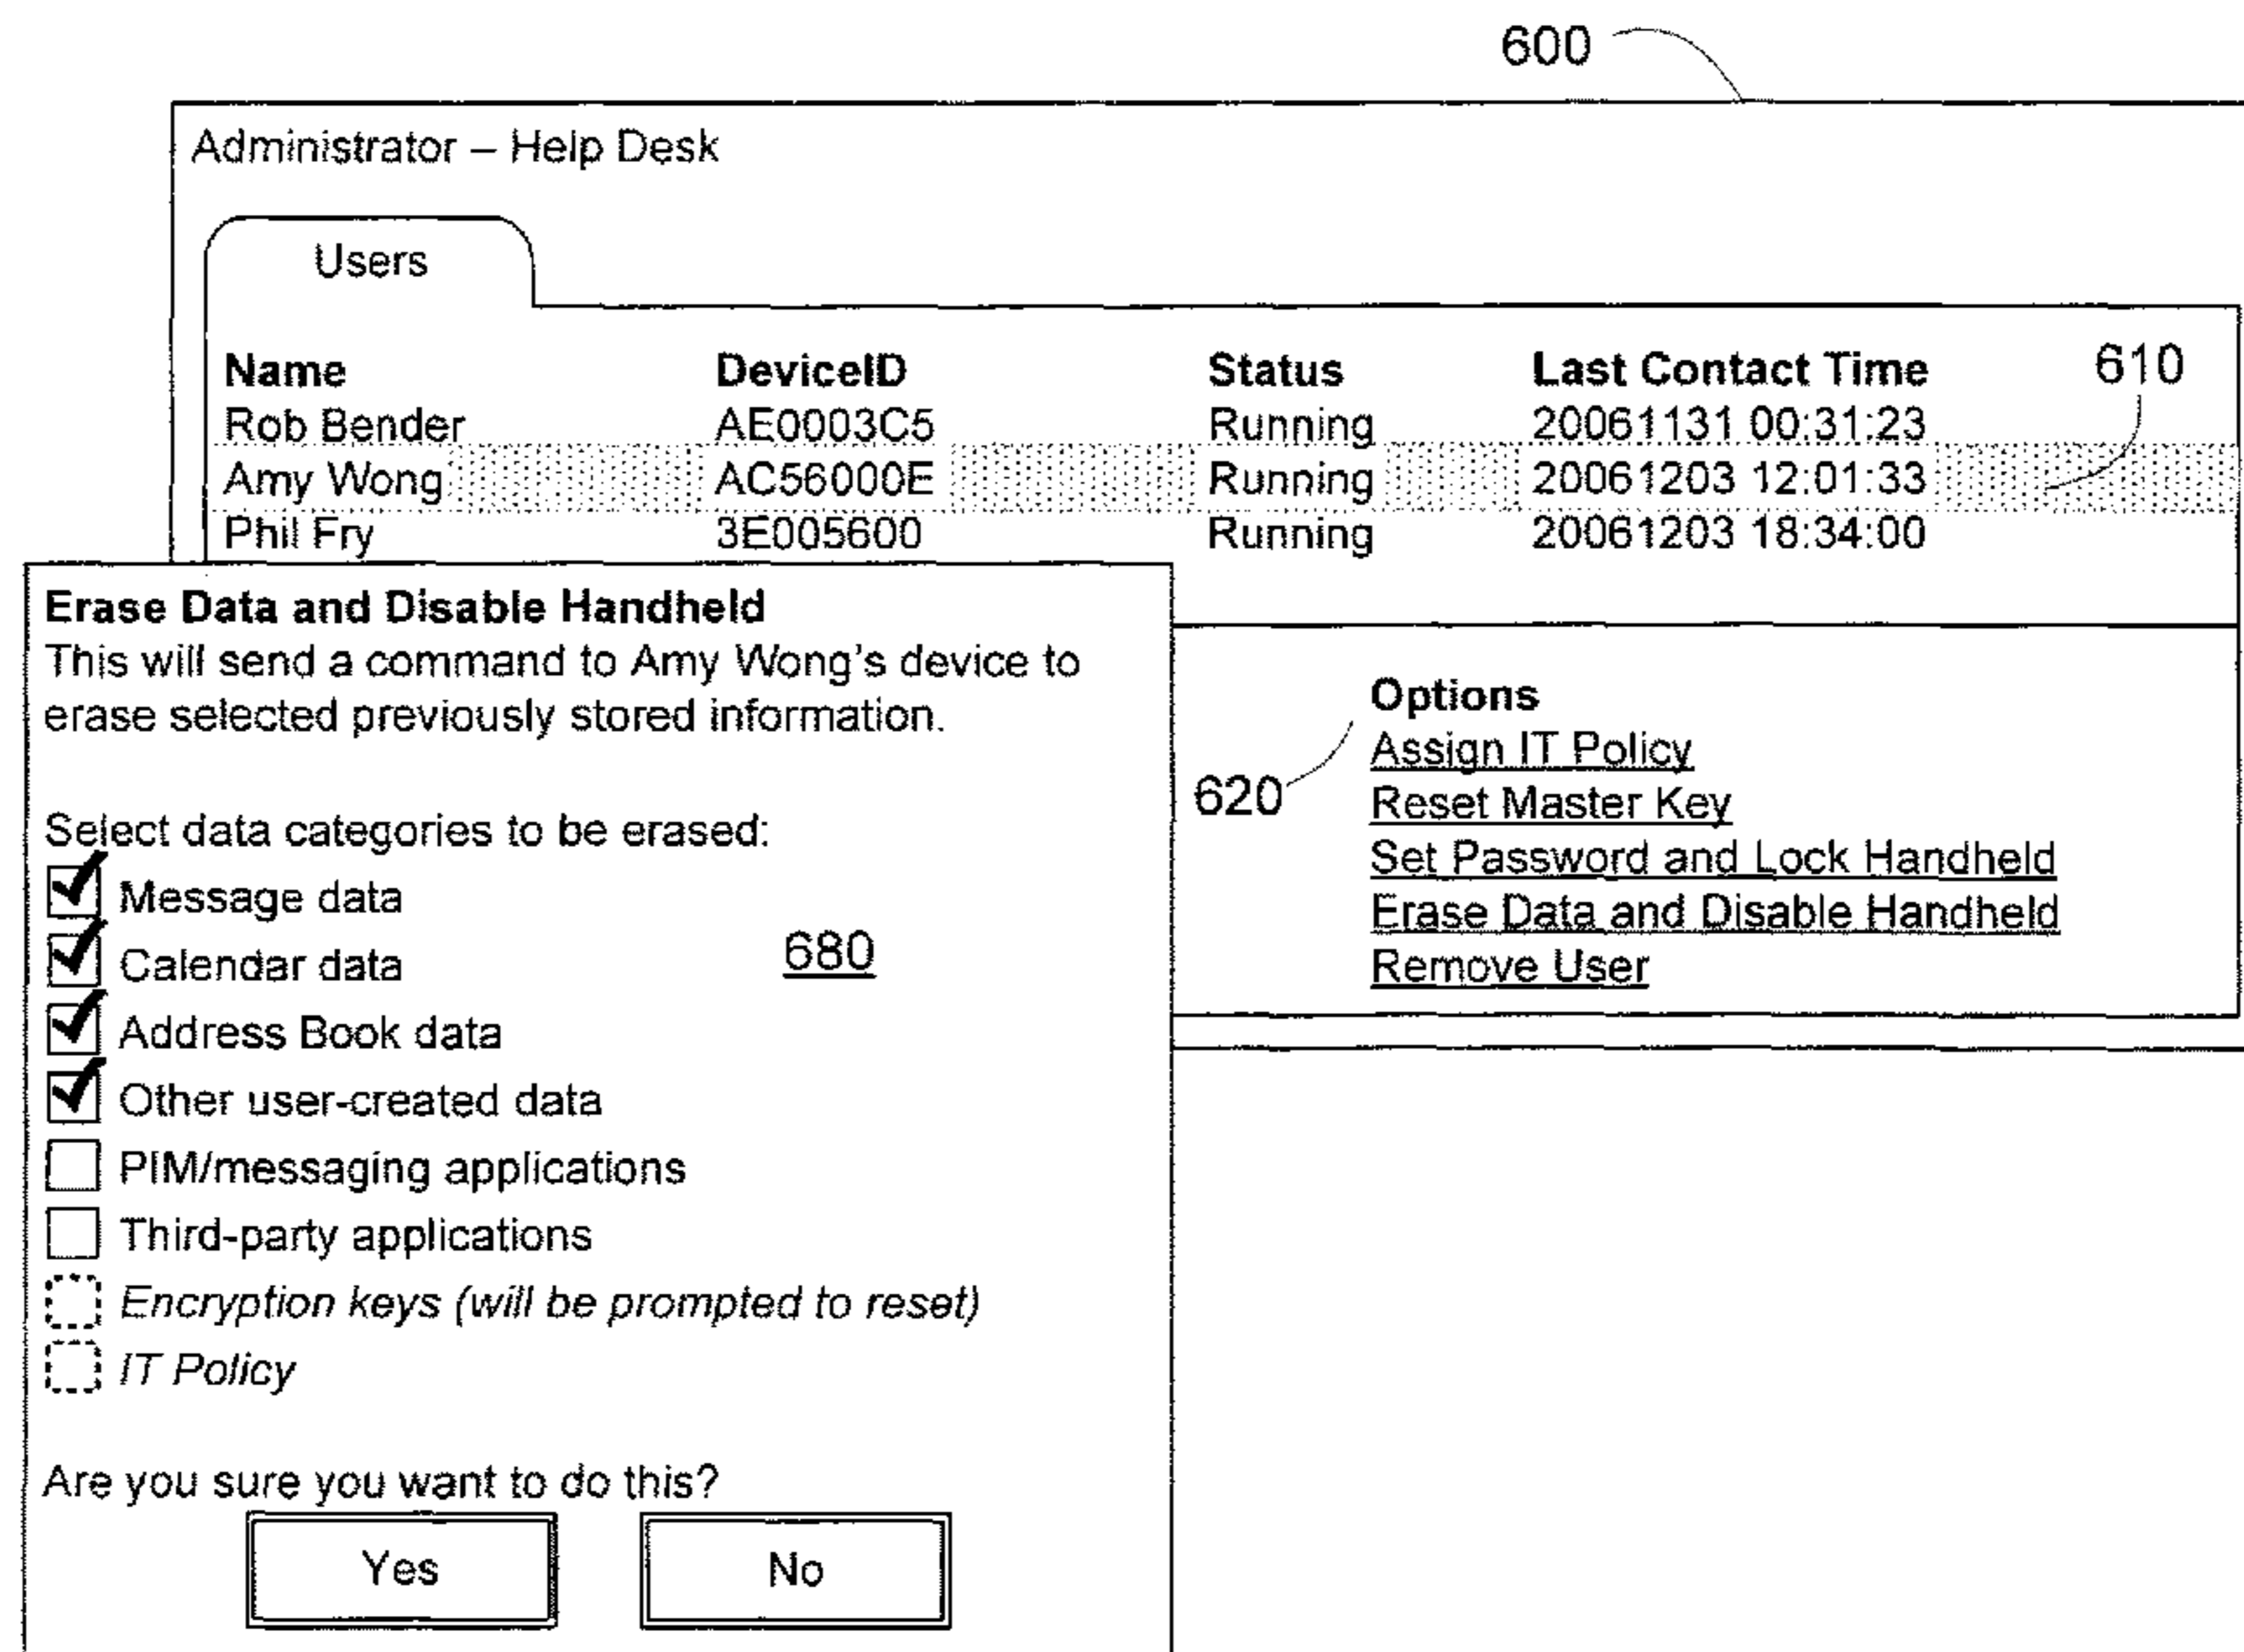 600
Administrator – Help Desk
Users
Name DeviceID Status Last Contact Time 610
Rob Bender AE0003C5 Running 20061131 00:31:23
Amy Wong AC56000E Running 20061203 12:01:33
Phil Fry 3E005600 Running 20061203 18:34:00
Erase Data and Disable Handheld
This will send a command to Amy Wong's device to
erase selected previously stored information.
Select data categories to be erased:
Message data
Calendar data
680
Address Book data
Other user-created data
PIM/messaging applications
Third-party applications
Encryption keys (will be prompted to reset)
IT Policy
Are you sure you want to do this?
Yes No
620
Options
Assign IT Policy
Reset Master Key
Set Password and Lock Handheld
Erase Data and Disable Handheld
Remove User